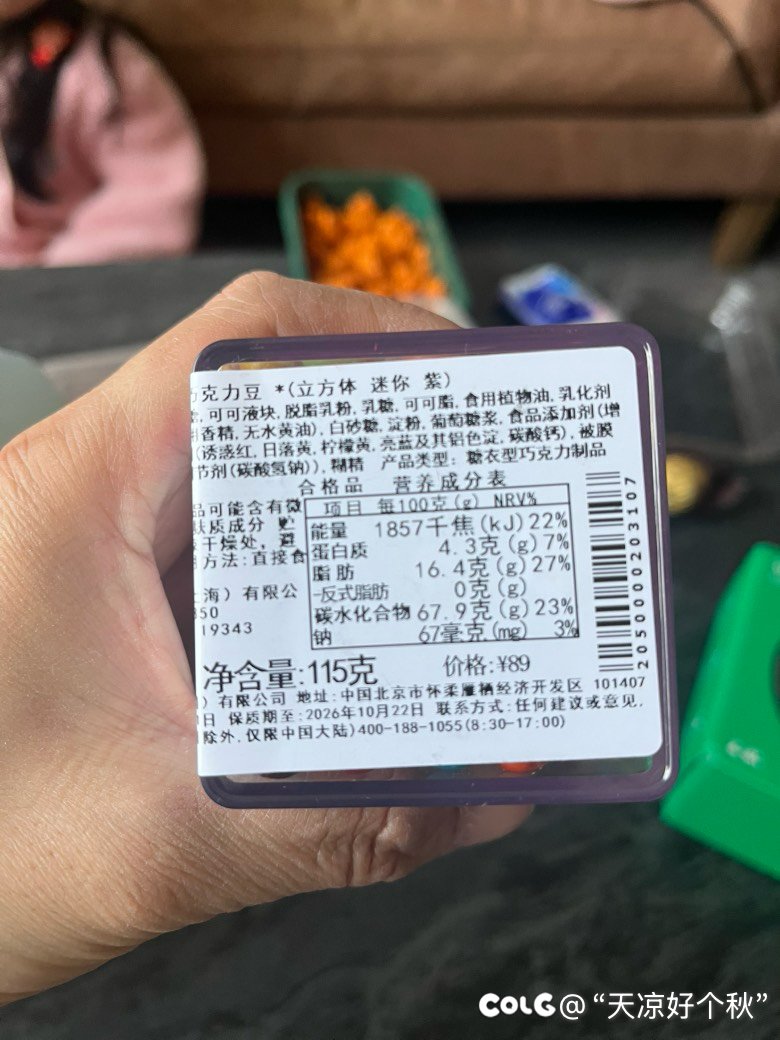 克力豆 *(立方体 迷你 紫)
可可液块, 脱脂乳粉, 乳糖, 可可脂, 食用植物油, 乳化剂
香精, 无水黄油), 白砂糖, 淀粉, 葡萄糖浆, 食品添加剂(增
(诱惑红, 日落黄, 柠檬黄, 亮蓝及其铝色淀, 碳酸钙), 被膜
节剂(碳酸氢钠)), 糊精 产品类型: 糖衣型巧克力制品
合格品 营养成分表
品可能含有微
肤质成分
干燥处, 避
方法: 直接食
海) 有限公
350
19343
项目 每100克(g) NRV%
能量 1857千焦(kJ) 22%
蛋白质 4.3克(g) 7%
脂肪 16.4克(g) 27%
-反式脂肪 0克(g)
碳水化合物 67.9克(g) 23%
钠 67毫克(mg) 3%
2050000203107
净含量:115克 价格:¥89
)有限公司 地址:中国北京市怀柔雁栖经济开发区 101407
日 保质期至:2026年10月22日 联系方式:任何建议或意见,
除外,仅限中国大陆)400-188-1055(8:30-17:00)
COLG@“天凉好个秋”